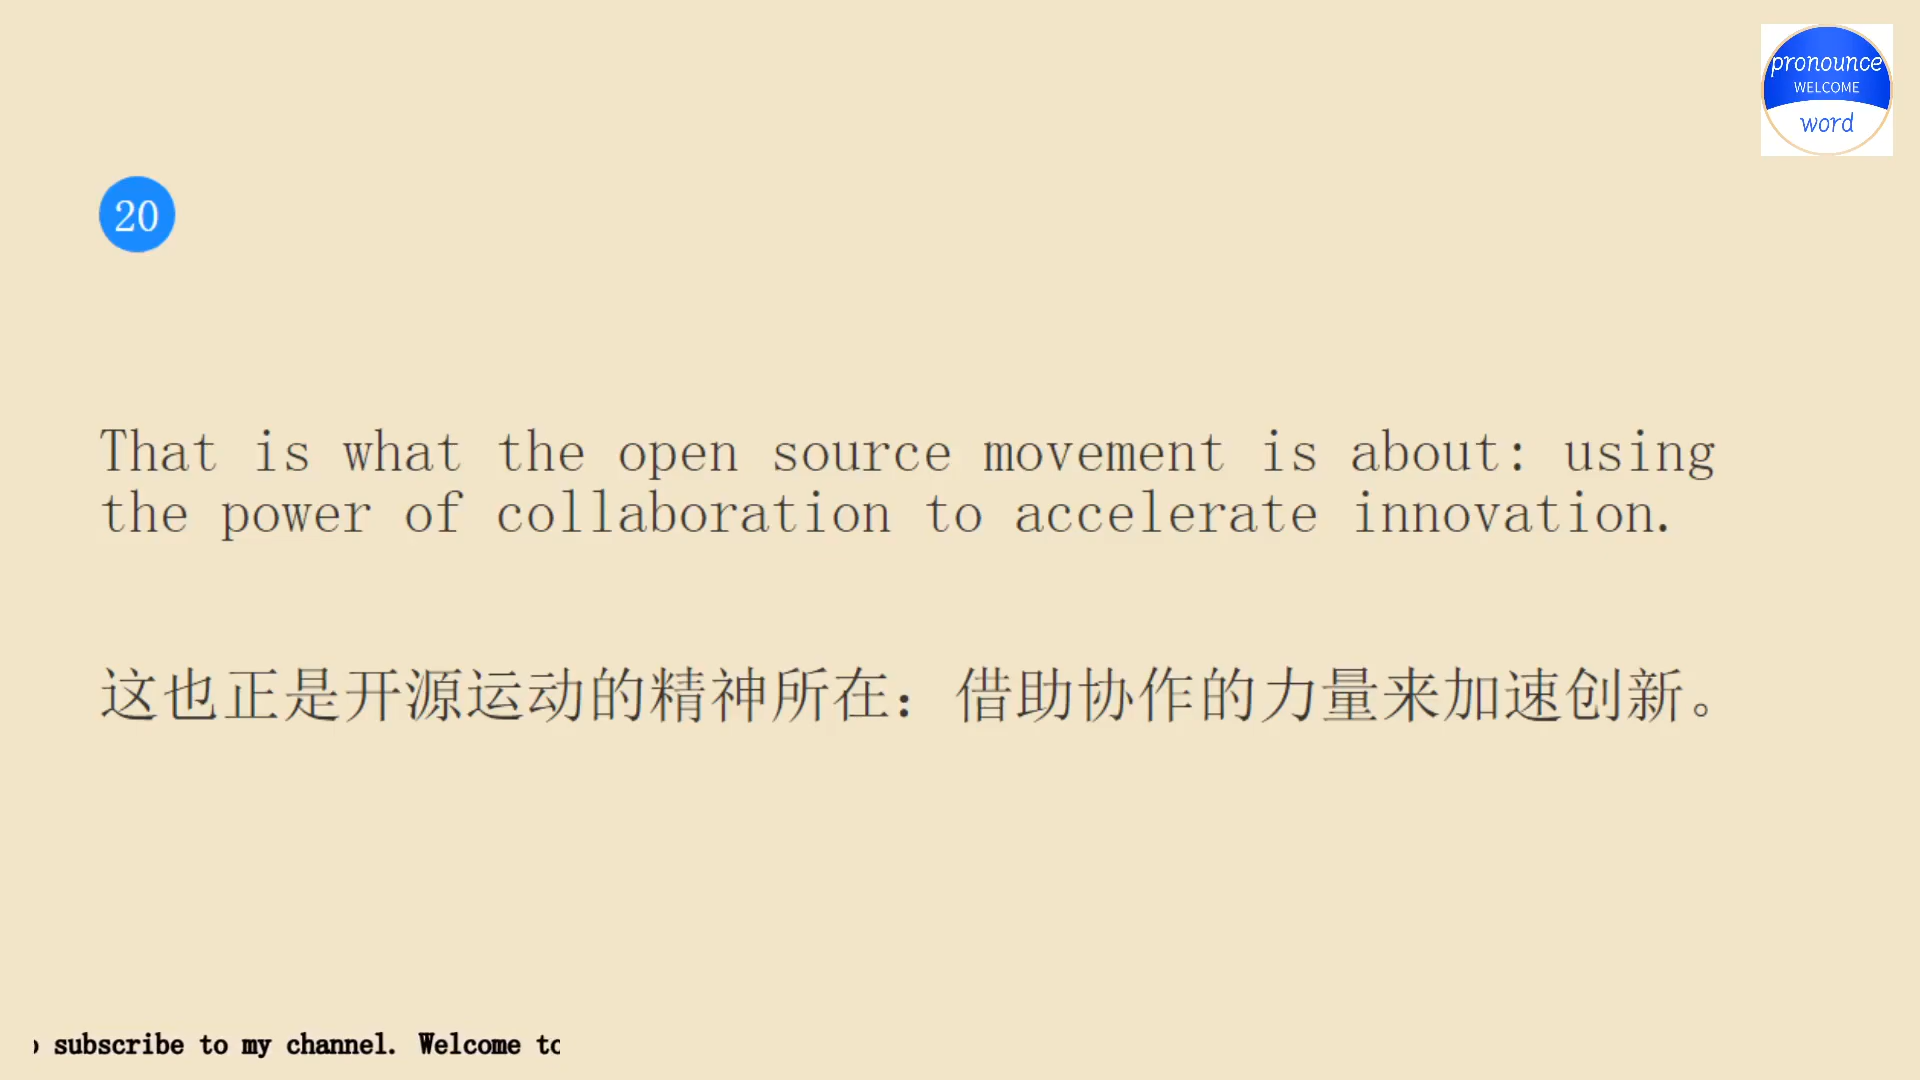 pronounce
WELCOME
word
20
That is what the open source movement is about: using
the power of collaboration to accelerate innovation.
这也正是开源运动的精神所在：借助协作的力量来加速创新。
subscribe to my channel. Welcome to